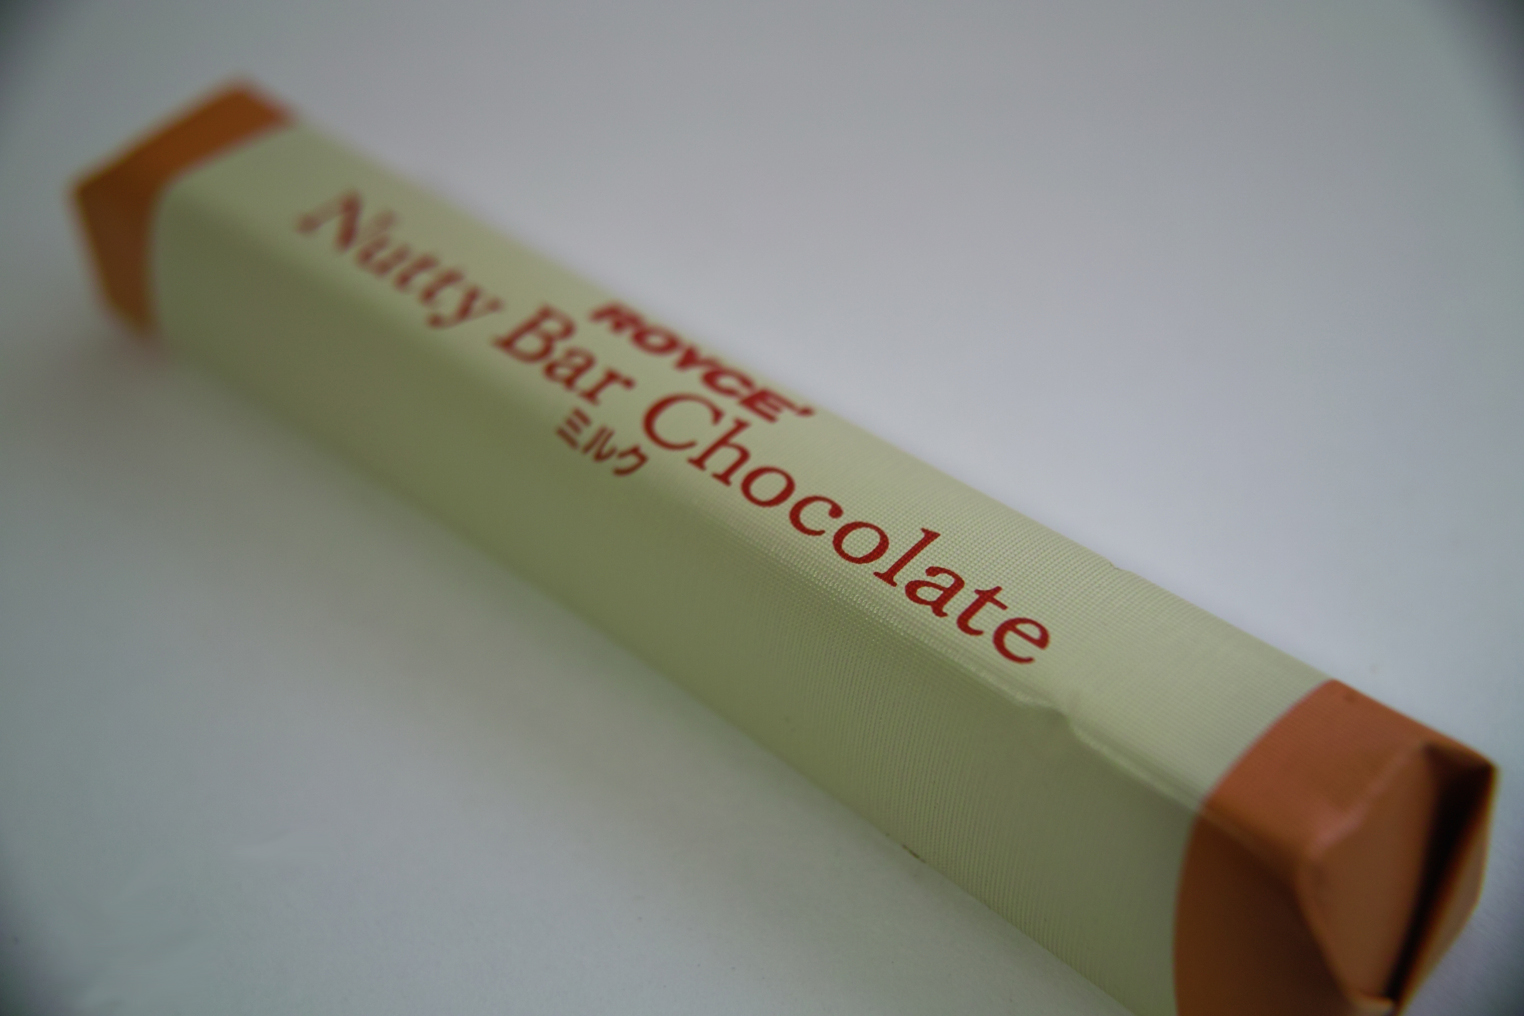 ROYCE'
Nutty Bar Chocolate
ミルク